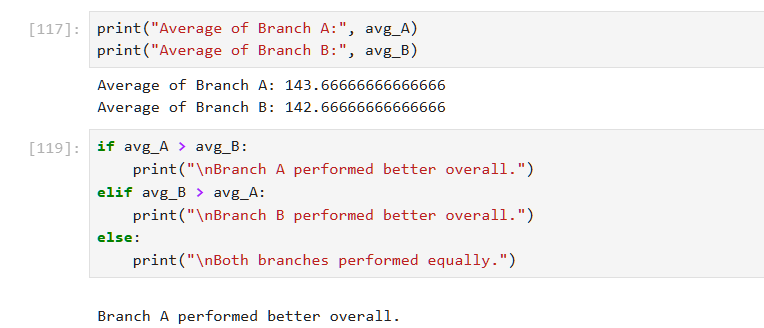 [117]: print("Average of Branch A:", avg_A)
print("Average of Branch B:", avg_B)
Average of Branch A: 143.66666666666666
Average of Branch B: 142.66666666666666
[119]: if avg_A > avg_B:
    print("\nBranch A performed better overall.")
elif avg_B > avg_A:
    print("\nBranch B performed better overall.")
else:
    print("\nBoth branches performed equally.")
Branch A performed better overall.